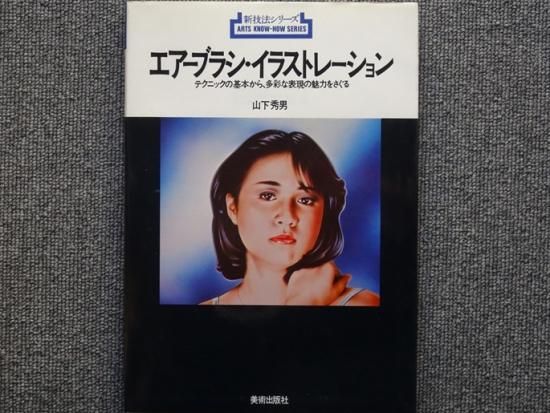 新技法シリーズ
ARTS KNOW-HOW SERIES
エアーブラシ・イラストレーション
テクニックの基本から、多彩な表現の魅力をさぐる
山下秀男
美術出版社